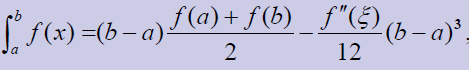 ∫_a^b f(x) =(b − a) (f(a) + f(b))/2 − (f″(ξ)/12)(b − a)³,